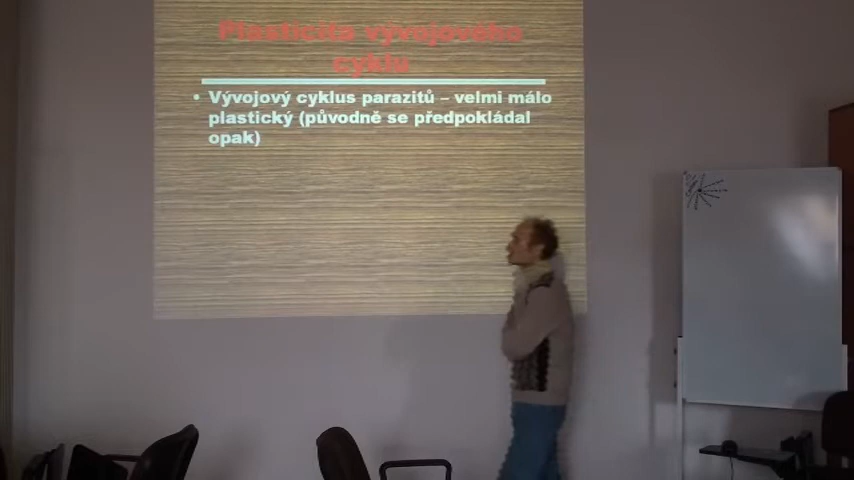 Plasticita vývojového
cyklu
• Vývojový cyklus parazitů – velmi málo
plastický (původně se předpokládal
opak)